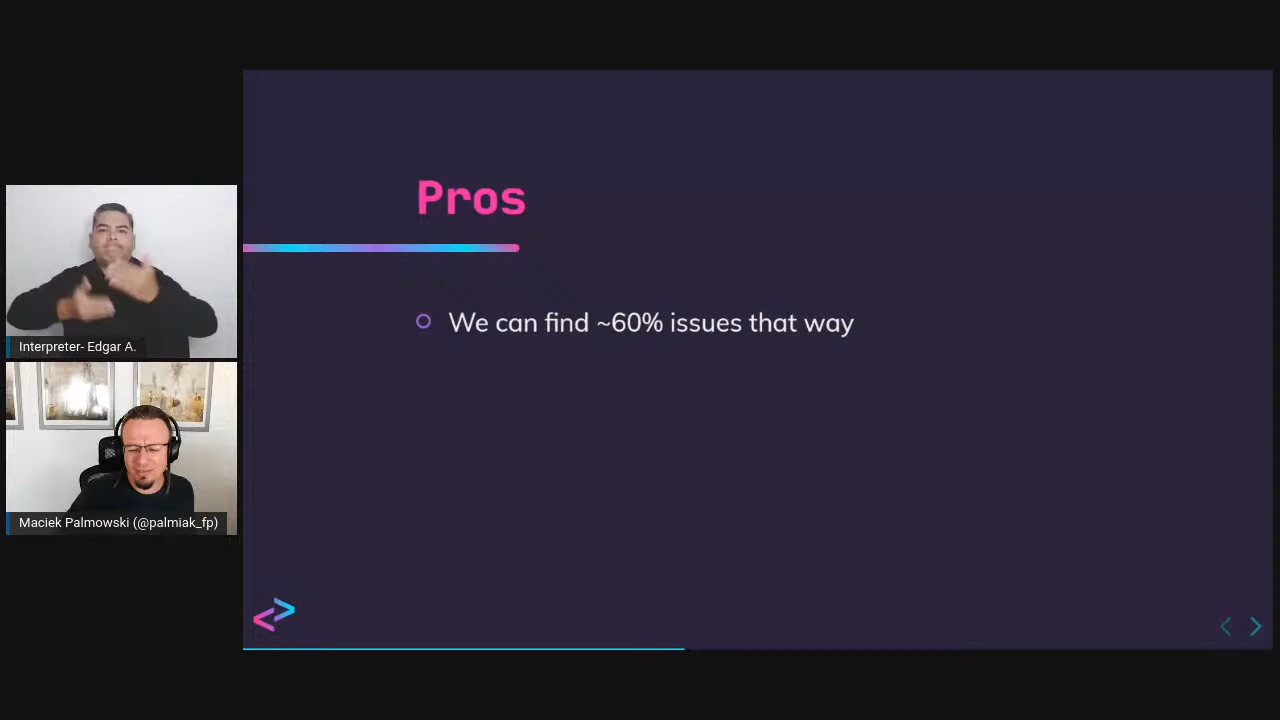 Pros
We can find ~60% issues that way
Interpreter- Edgar A.
Maciek Palmowski (@palmiak_fp)